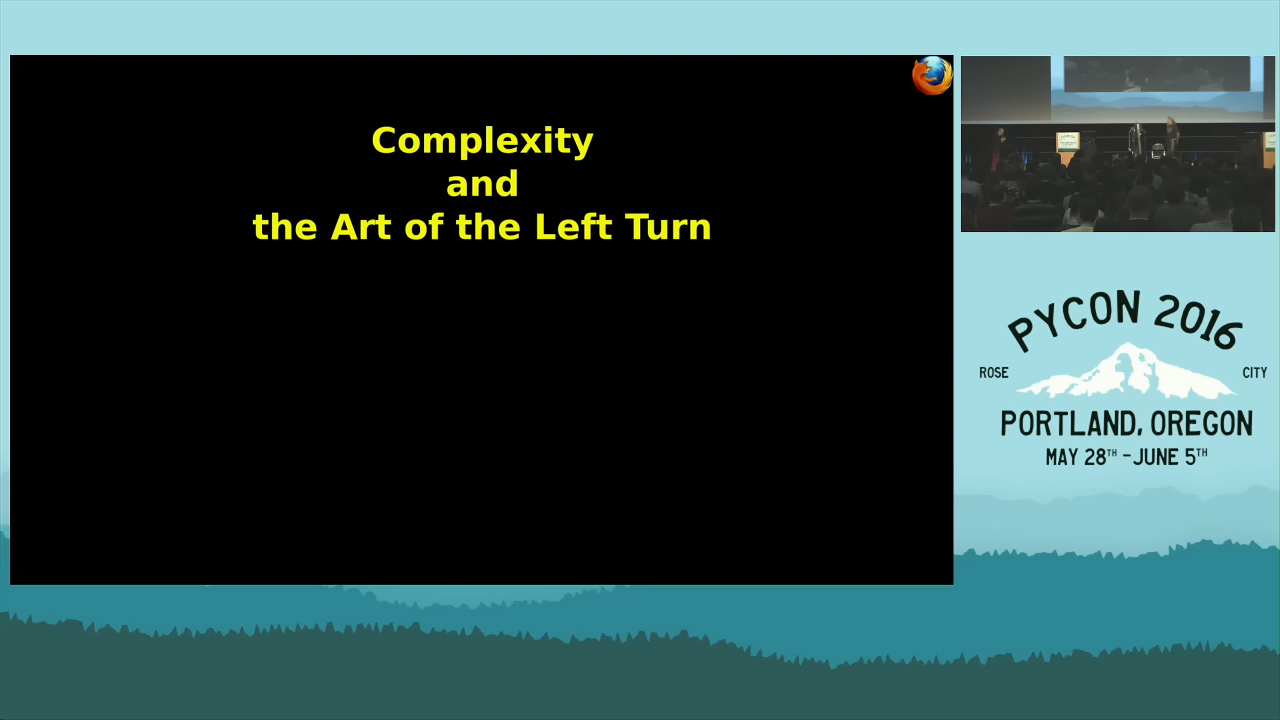 Complexity
and
the Art of the Left Turn
PYCON 2016
ROSE CITY
PORTLAND, OREGON
MAY 28TH - JUNE 5TH